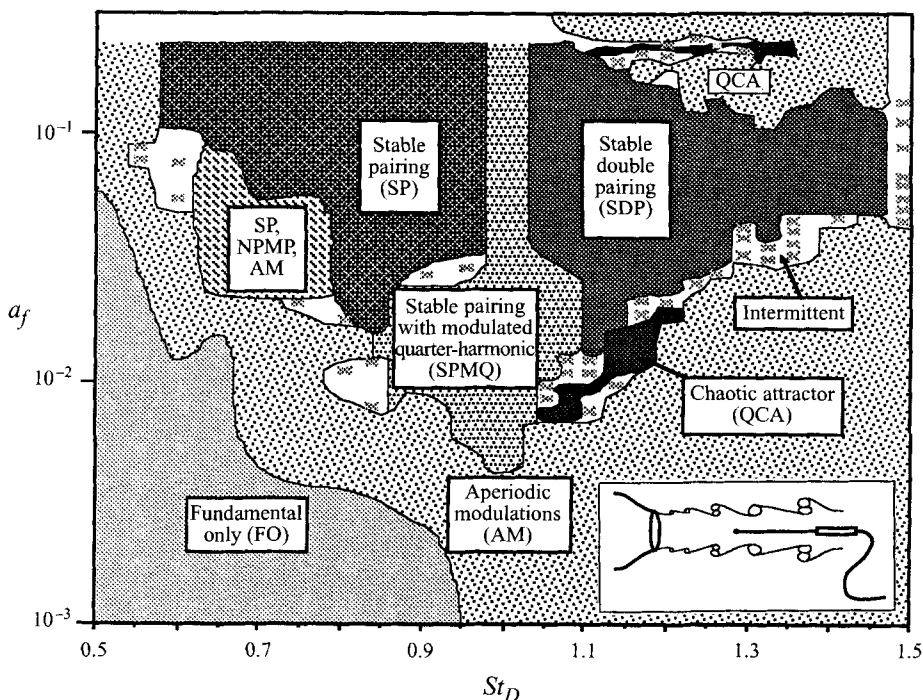 QCA
10⁻¹
Stable
pairing
(SP)
Stable
double
pairing
(SDP)
SP,
NPMP,
AM
a_f
Stable pairing
with modulated
quarter-harmonic
(SPMQ)
Intermittent
10⁻²
Chaotic attractor
(QCA)
Fundamental
only (FO)
Aperiodic
modulations
(AM)
10⁻³
0.5 0.7 0.9 1.1 1.3 1.5
St_D